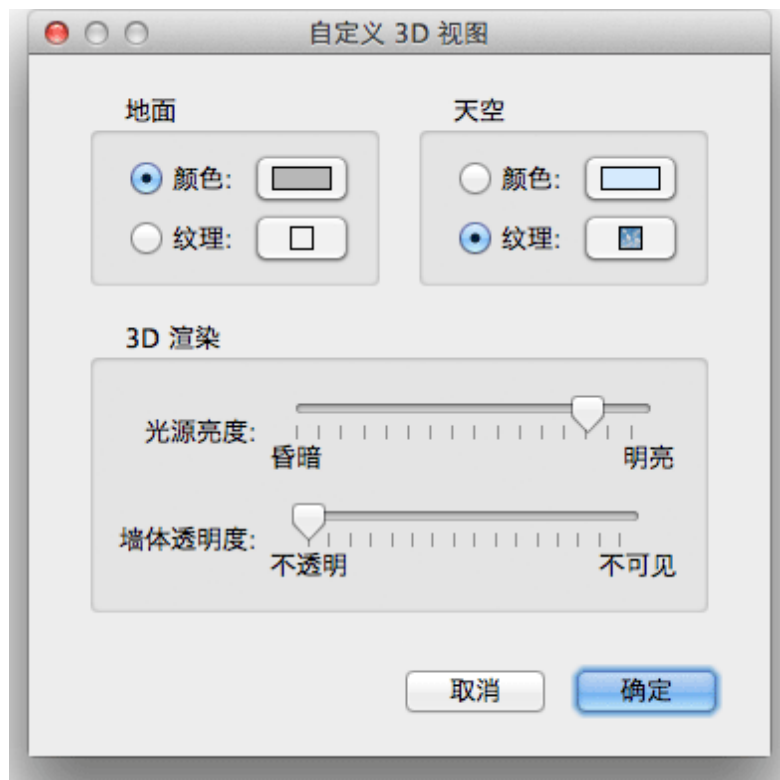 自定义 3D 视图
地面
颜色:
纹理:
天空
颜色:
纹理:
3D 渲染
光源亮度:
昏暗 明亮
墙体透明度:
不透明 不可见
取消 确定